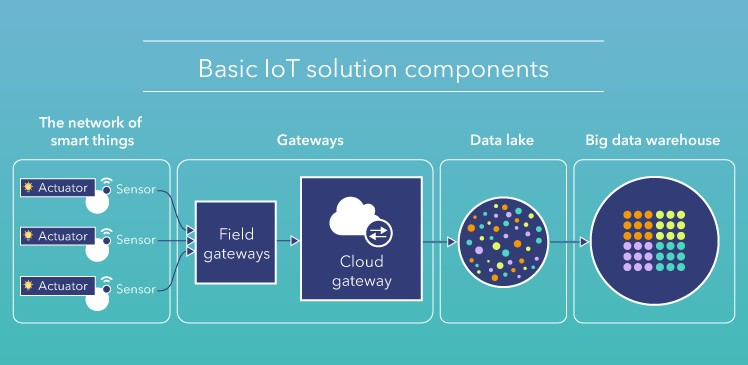 Basic IoT solution components
The network of
smart things
Gateways
Data lake
Big data warehouse
Actuator
Sensor
Actuator
Sensor
Actuator
Sensor
Field
gateways
Cloud
gateway